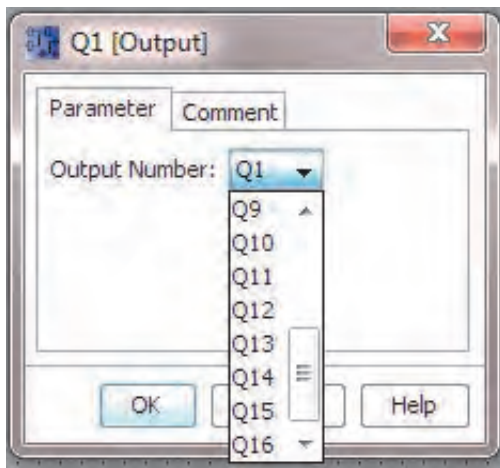 Q1 [Output]
Parameter Comment
Output Number: Q1
Q9
Q10
Q11
Q12
Q13
Q14
Q15
Q16
OK Help